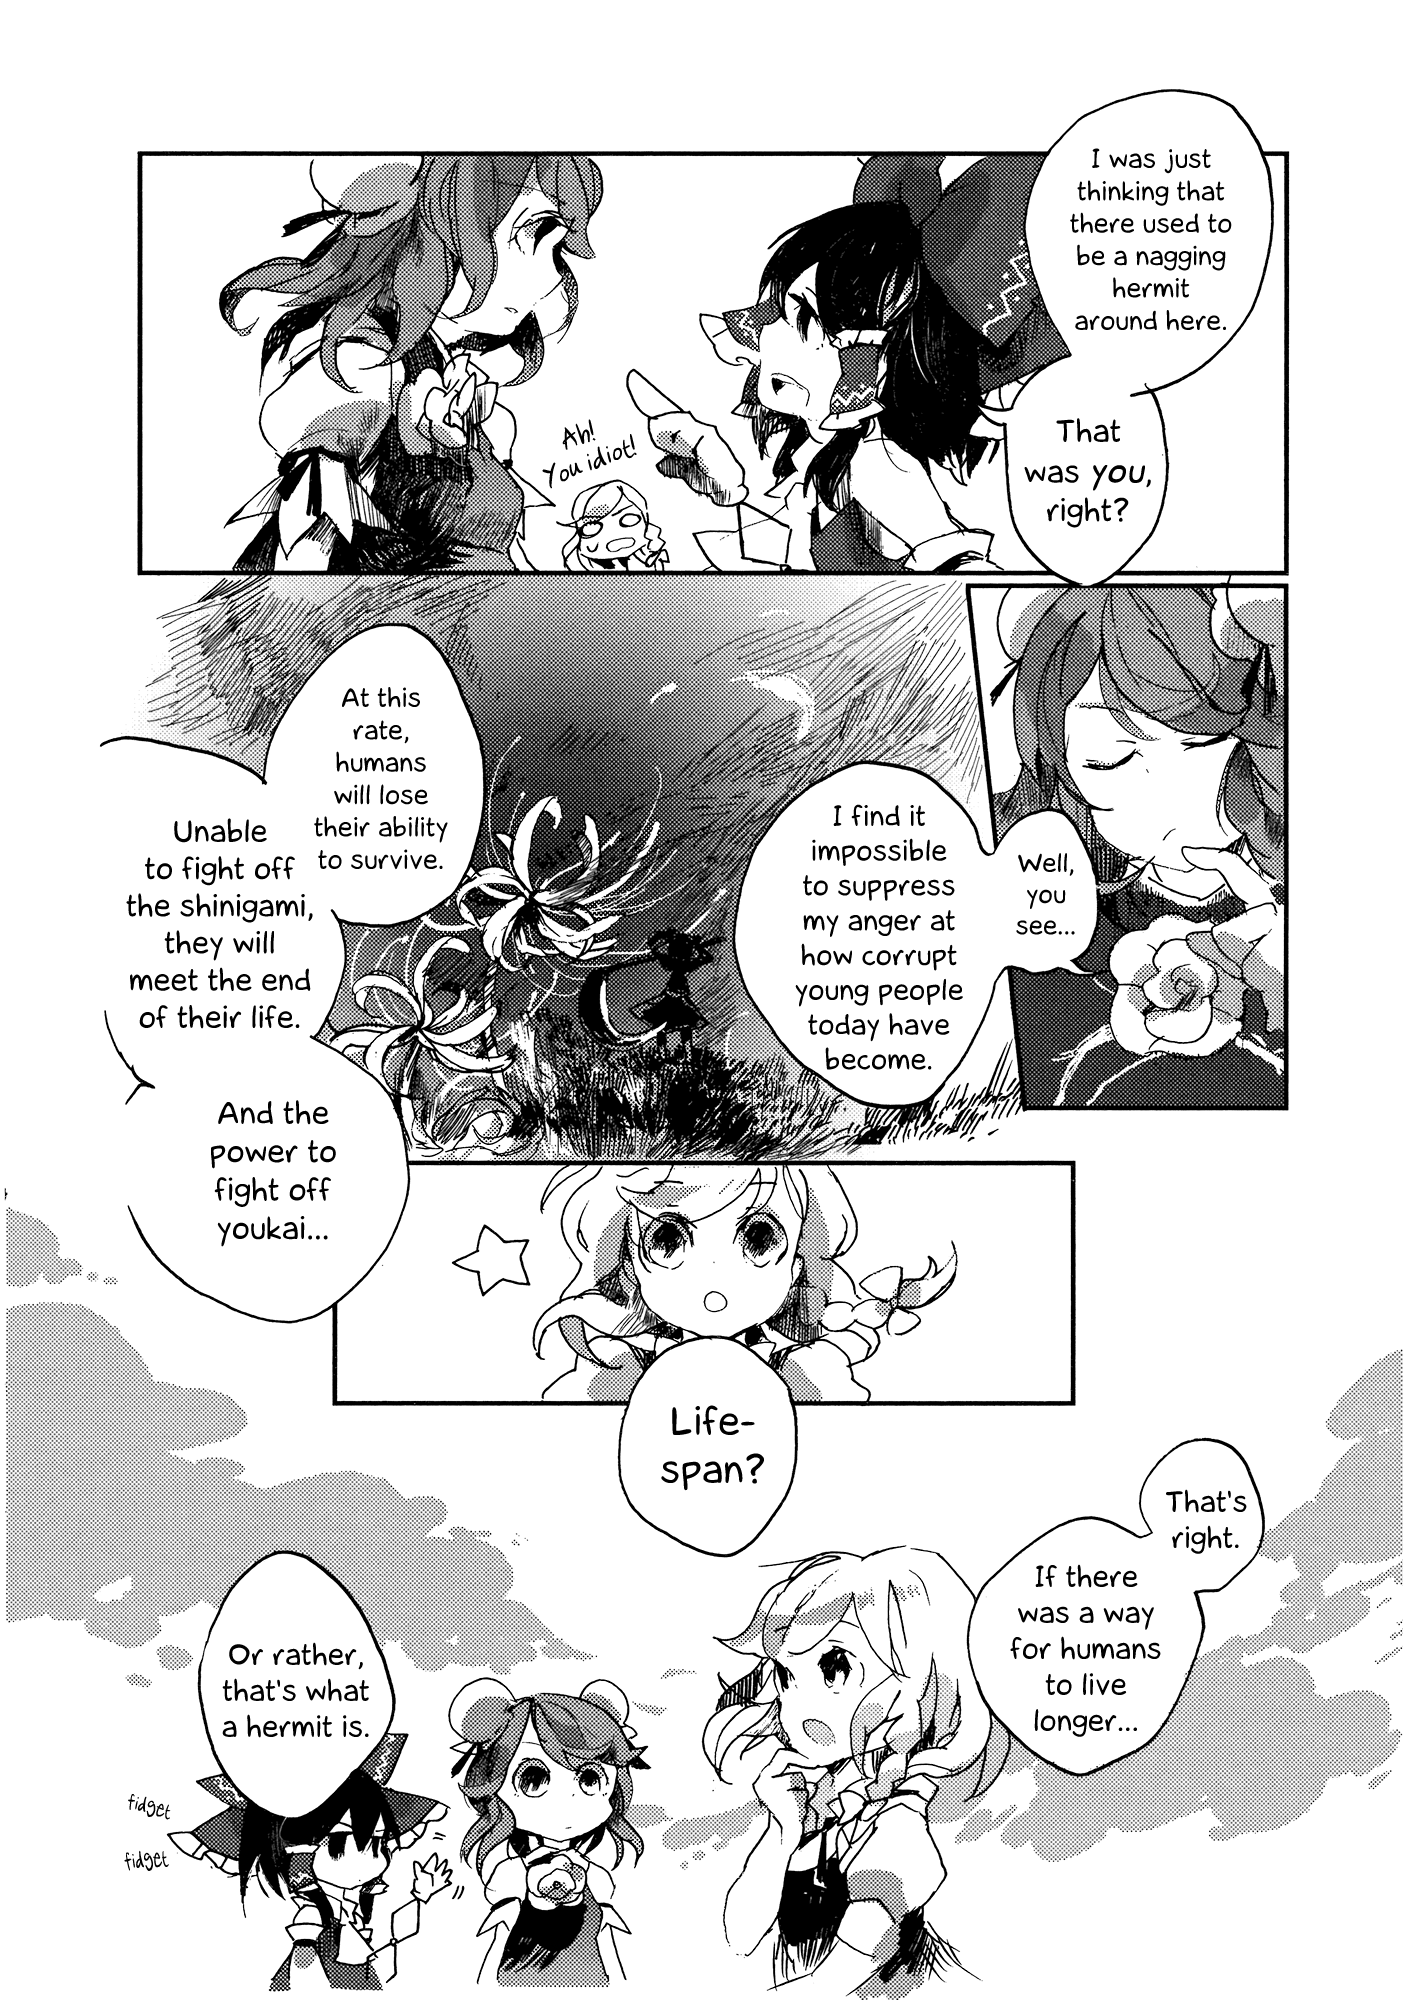 I was just
thinking that
there used to
be a nagging
hermit
around here.
That
was you,
right?
Ah!
You idiot!
Well,
you
see...
I find it
impossible
to suppress
my anger at
how corrupt
young people
today have
become.
At this
rate,
humans
will lose
their ability
to survive.
Unable
to fight off
the shinigami,
they will
meet the end
of their life.
And the
power to
fight off
youkai...
Life-
span?
That's
right.
If there
was a way
for humans
to live
longer...
Or rather,
that's what
a hermit is.
fidget
fidget